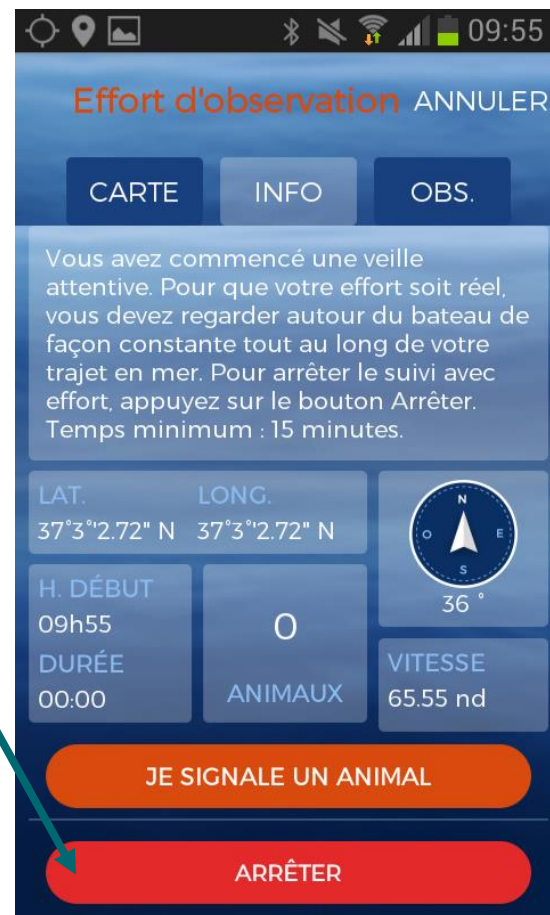 09:55
Effort d'observation ANNULER
CARTE INFO OBS.
Vous avez commencé une veille
attentive. Pour que votre effort soit réel,
vous devez regarder autour du bateau de
façon constante tout au long de votre
trajet en mer. Pour arrêter le suivi avec
effort, appuyez sur le bouton Arrêter.
Temps minimum : 15 minutes.
LAT. LONG.
37°3°'2.72" N 37°3°'2.72" N
N
O E
S
36 °
H. DÉBUT
09h55
DURÉE
00:00
0
ANIMAUX
VITESSE
65.55 nd
JE SIGNALE UN ANIMAL
ARRÊTER